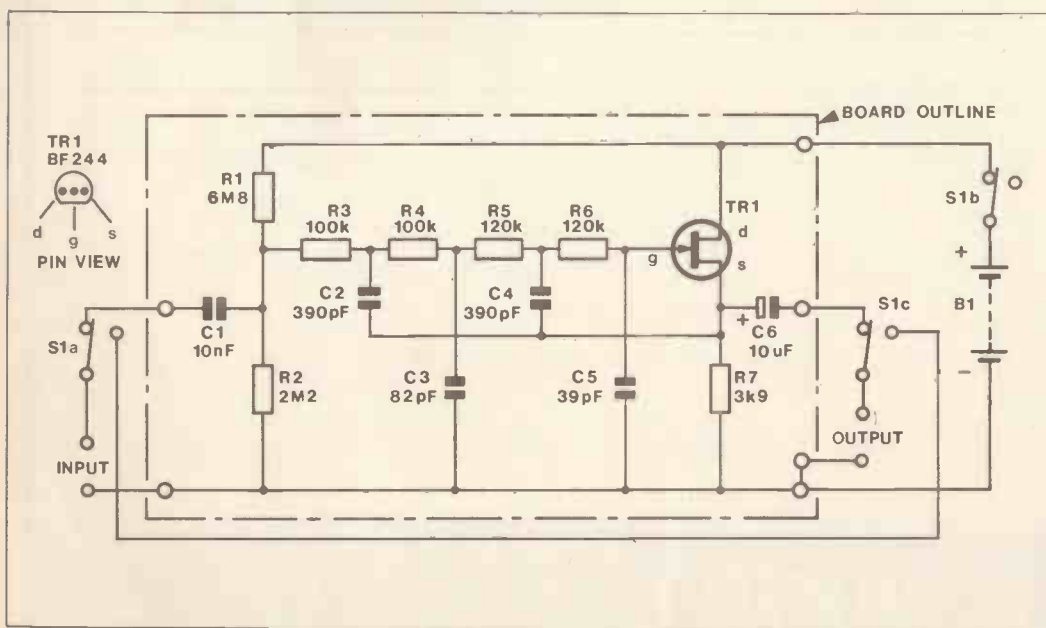 BOARD OUTLINE
TR1
BF244
d
g
s
PIN VIEW
R1
6M8
R3
100k
R4
100k
R5
120k
R6
120k
TR1
d
g
s
S1b
+
B1
-
C2
390pF
C4
390pF
S1a
C1
10nF
+
C6
10uF
S1c
R2
2M2
C3
82pF
C5
39pF
R7
3k9
INPUT
OUTPUT